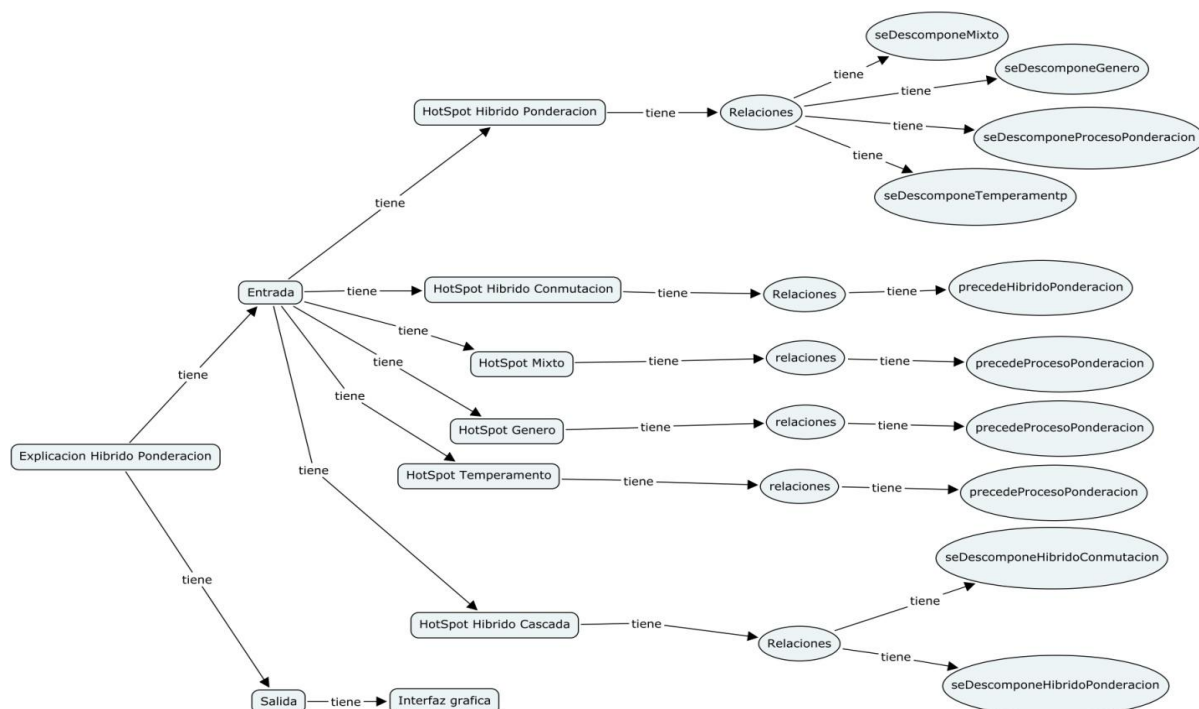 seDescomponeMixto
tiene
seDescomponeGenero
tiene
HotSpot Hibrido Ponderacion
tiene
Relaciones
tiene
seDescomponeProcesoPonderacion
tiene
seDescomponeTemperamentp
tiene
Entrada
tiene
HotSpot Hibrido Conmutacion
tiene
Relaciones
tiene
precedeHibridoPonderacion
tiene
HotSpot Mixto
tiene
relaciones
tiene
precedeProcesoPonderacion
tiene
tiene
HotSpot Genero
tiene
relaciones
tiene
precedeProcesoPonderacion
tiene
Explicacion Hibrido Ponderacion
tiene
HotSpot Temperamento
tiene
relaciones
tiene
precedeProcesoPonderacion
tiene
seDescomponeHibridoConmutacion
tiene
tiene
HotSpot Hibrido Cascada
tiene
Relaciones
tiene
seDescomponeHibridoPonderacion
Salida
tiene
Interfaz grafica